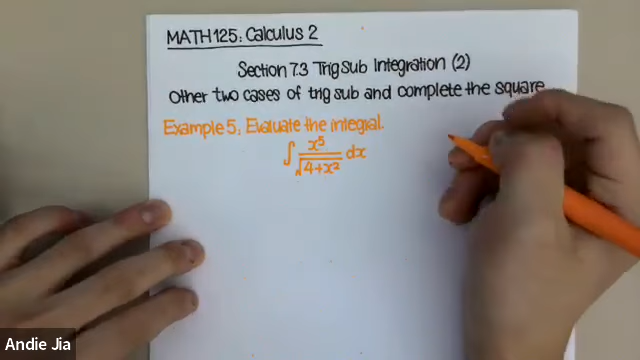 MATH125: Calculus 2
Section 7.3 Trig Sub Integration (2)
Other two cases of trig sub and complete the square
Example 5: Evaluate the integral.
∫ x⁵/√(4+x²) dx
Andie Jia